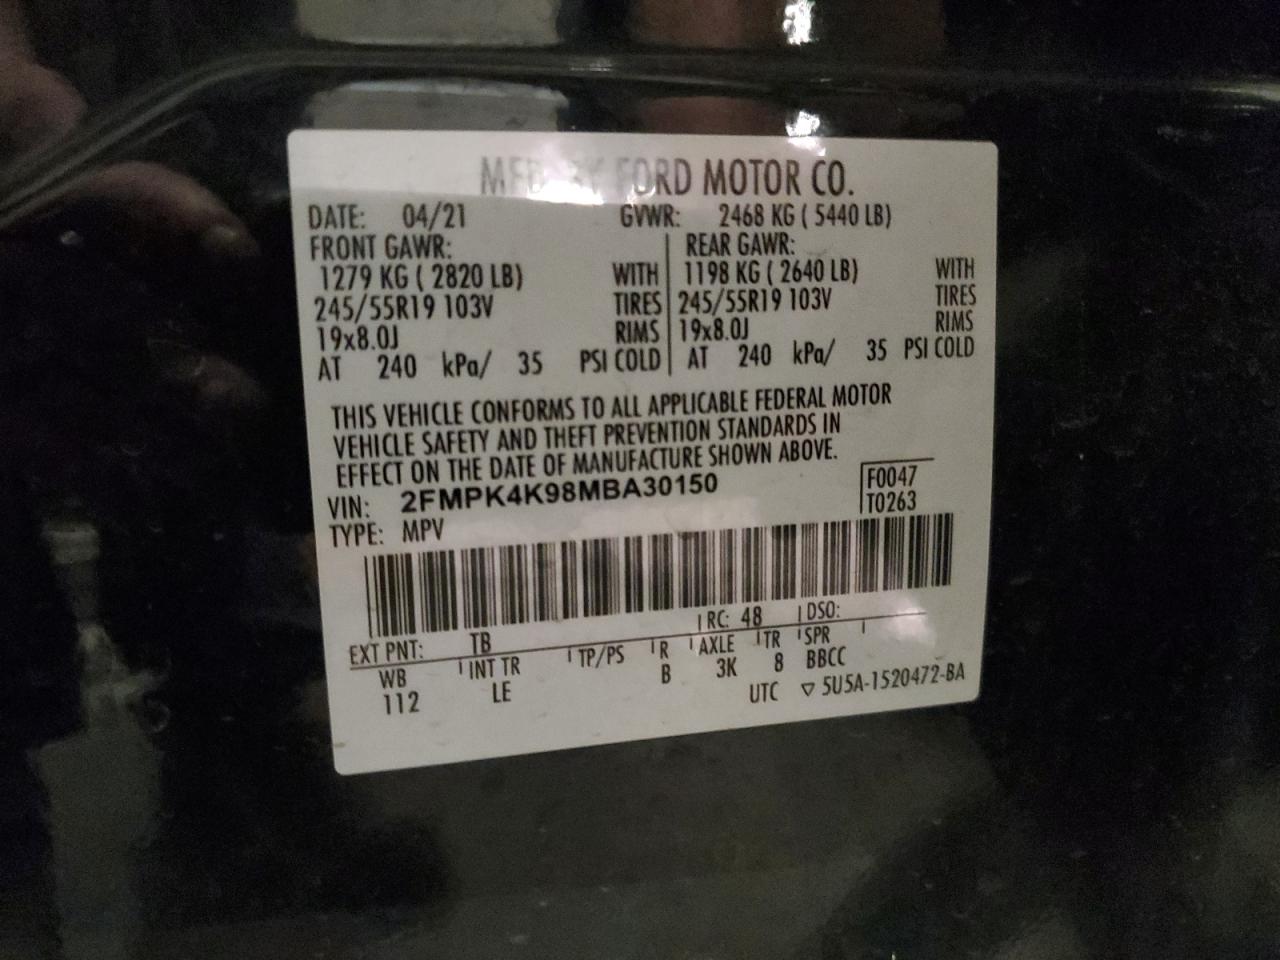 MFD. BY FORD MOTOR CO.
DATE: 04/21 GVWR: 2468 KG ( 5440 LB)
FRONT GAWR: REAR GAWR:
1279 KG ( 2820 LB) WITH 1198 KG ( 2640 LB) WITH
245/55R19 103V TIRES 245/55R19 103V TIRES
19x8.0J RIMS 19x8.0J RIMS
AT 240 kPa/ 35 PSI COLD AT 240 kPa/ 35 PSI COLD
THIS VEHICLE CONFORMS TO ALL APPLICABLE FEDERAL MOTOR
VEHICLE SAFETY AND THEFT PREVENTION STANDARDS IN
EFFECT ON THE DATE OF MANUFACTURE SHOWN ABOVE.
VIN: 2FMPK4K98MBA30150 F0047
TYPE: MPV T0263
EXT PNT: TB RC: 48 DSO:
WB INT TR TP/PS R AXLE TR SPR
112 LE B 3K 8 BBCC
UTC ▽ 5U5A-1520472-BA